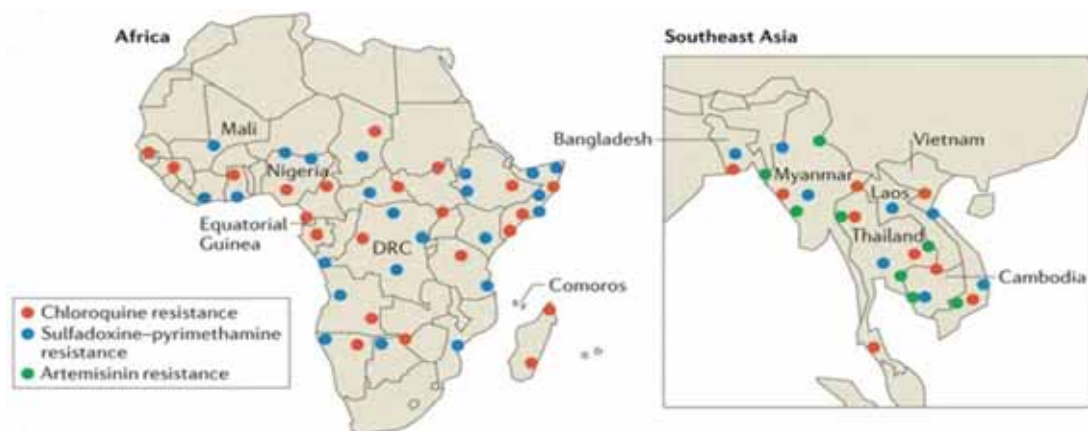 Africa
Mali
Nigeria
Equatorial
Guinea
DRC
Comoros
Chloroquine resistance
Sulfadoxine–pyrimethamine
resistance
Artemisinin resistance
Southeast Asia
Bangladesh
Vietnam
Myanmar
Laos
Thailand
Cambodia